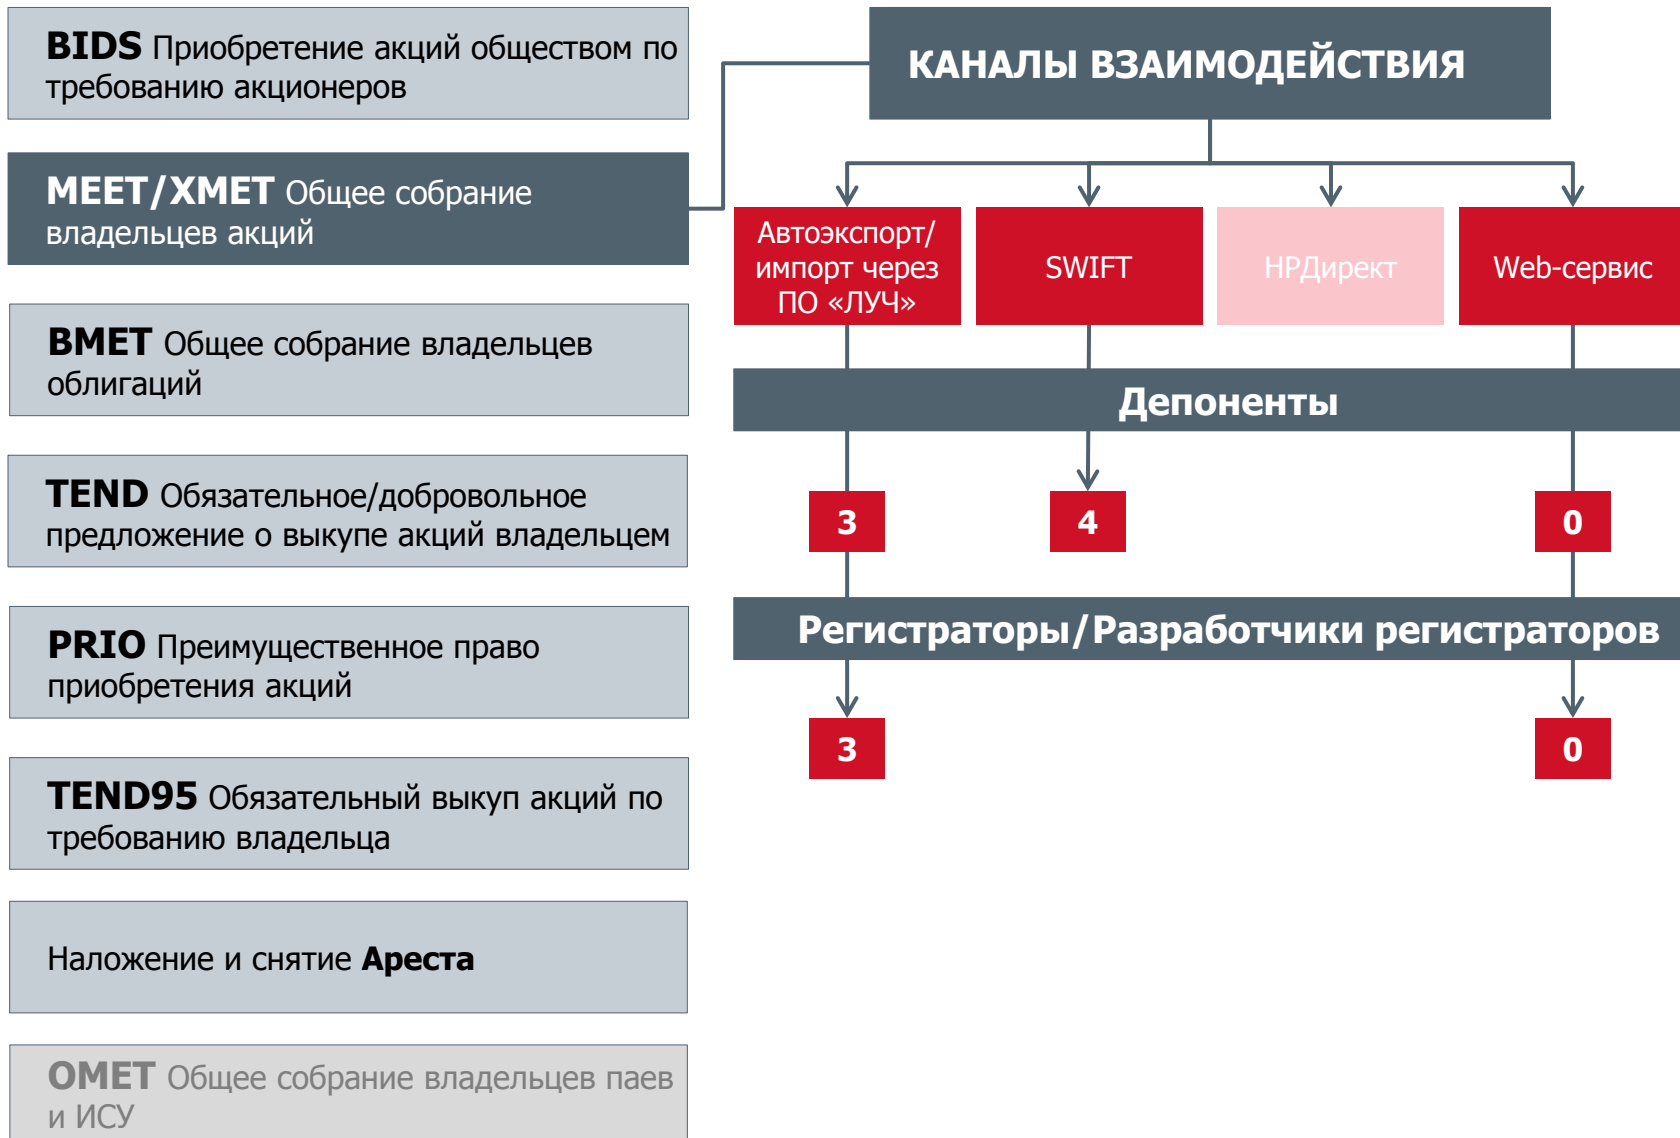 BIDS Приобретение акций обществом по
требованию акционеров
MEET/XMET Общее собрание
владельцев акций
BMET Общее собрание владельцев
облигаций
TEND Обязательное/добровольное
предложение о выкупе акций владельцем
PRIO Преимущественное право
приобретения акций
TEND95 Обязательный выкуп акций по
требованию владельца
Наложение и снятие Ареста
OMET Общее собрание владельцев паев
и ИСУ
КАНАЛЫ ВЗАИМОДЕЙСТВИЯ
Автоэкспорт/
импорт через
ПО «ЛУЧ»
SWIFT
НРДирект
Web-сервис
Депоненты
3
4
0
Регистраторы/Разработчики регистраторов
3
0